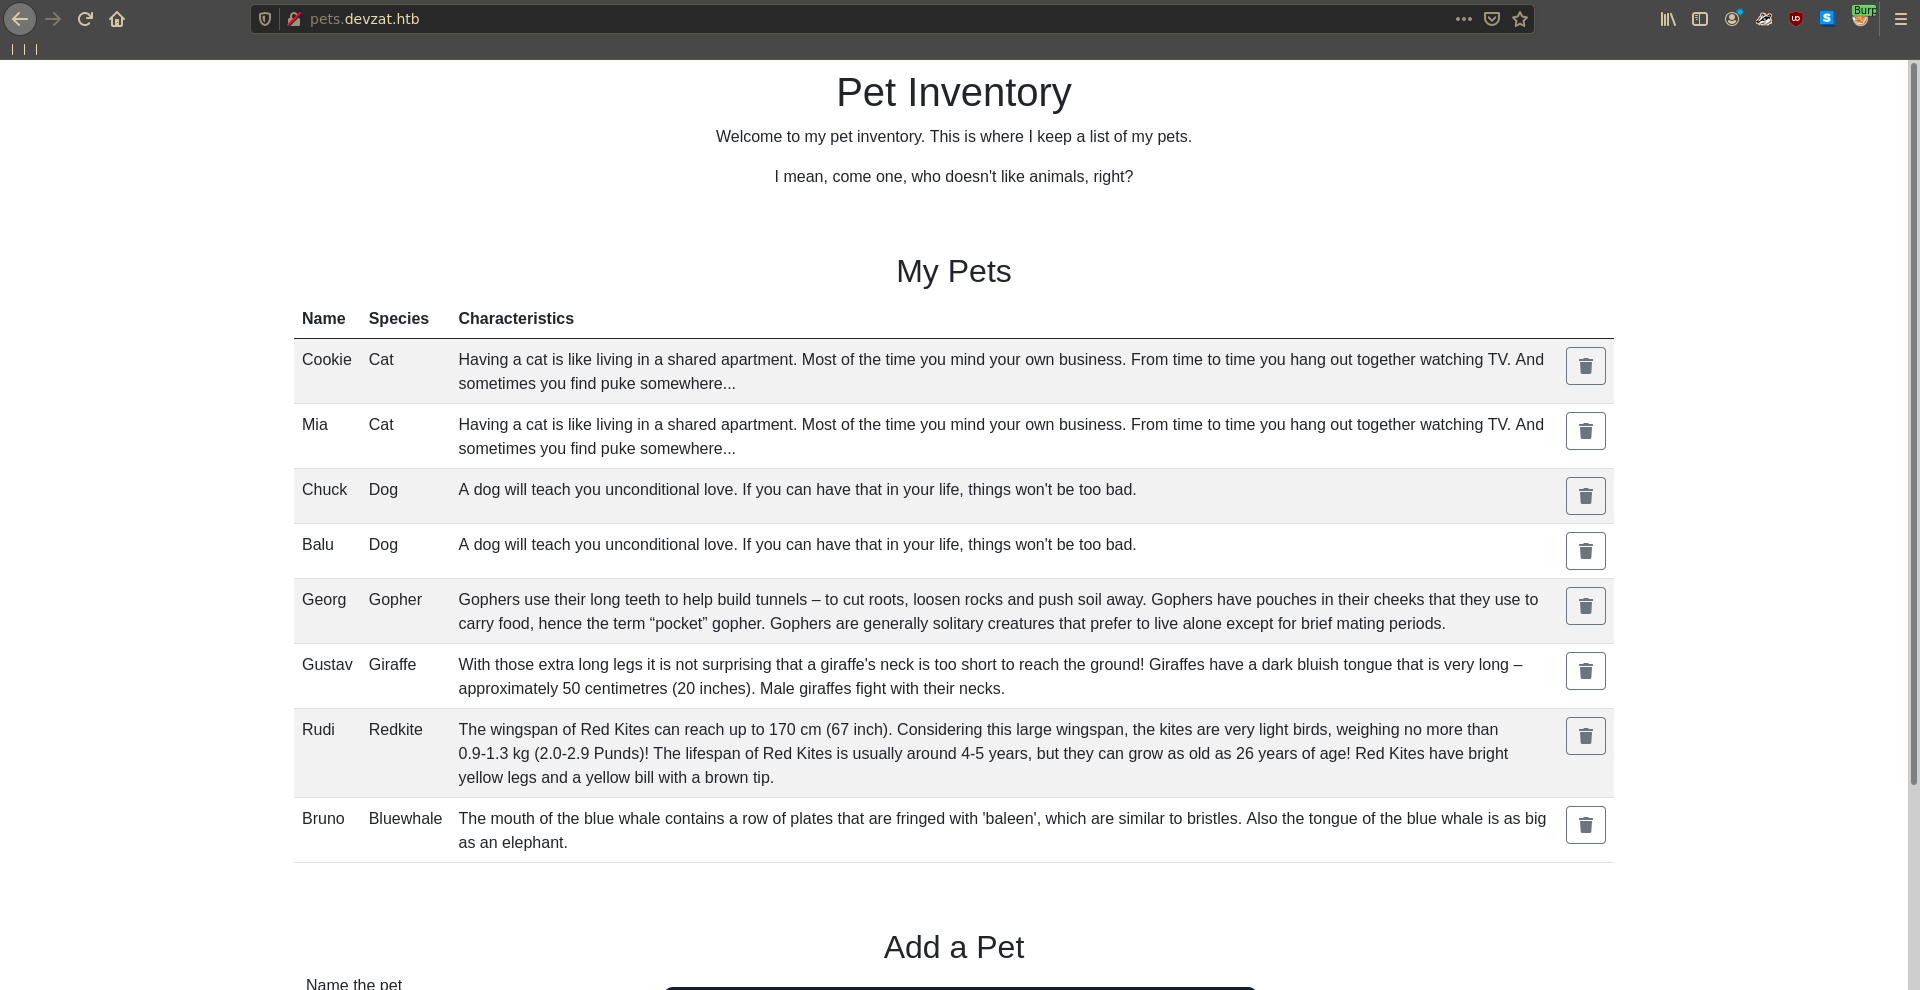 pets.devzat.htb
Burp
Pet Inventory
Welcome to my pet inventory. This is where I keep a list of my pets.
I mean, come one, who doesn't like animals, right?
My Pets
Name Species Characteristics
Cookie Cat Having a cat is like living in a shared apartment. Most of the time you mind your own business. From time to time you hang out together watching TV. And
sometimes you find puke somewhere...
Mia Cat Having a cat is like living in a shared apartment. Most of the time you mind your own business. From time to time you hang out together watching TV. And
sometimes you find puke somewhere...
Chuck Dog A dog will teach you unconditional love. If you can have that in your life, things won't be too bad.
Balu Dog A dog will teach you unconditional love. If you can have that in your life, things won't be too bad.
Georg Gopher Gophers use their long teeth to help build tunnels – to cut roots, loosen rocks and push soil away. Gophers have pouches in their cheeks that they use to
carry food, hence the term “pocket” gopher. Gophers are generally solitary creatures that prefer to live alone except for brief mating periods.
Gustav Giraffe With those extra long legs it is not surprising that a giraffe's neck is too short to reach the ground! Giraffes have a dark bluish tongue that is very long –
approximately 50 centimetres (20 inches). Male giraffes fight with their necks.
Rudi Redkite The wingspan of Red Kites can reach up to 170 cm (67 inch). Considering this large wingspan, the kites are very light birds, weighing no more than
0.9-1.3 kg (2.0-2.9 Punds)! The lifespan of Red Kites is usually around 4-5 years, but they can grow as old as 26 years of age! Red Kites have bright
yellow legs and a yellow bill with a brown tip.
Bruno Bluewhale The mouth of the blue whale contains a row of plates that are fringed with 'baleen', which are similar to bristles. Also the tongue of the blue whale is as big
as an elephant.
Add a Pet
Name the pet